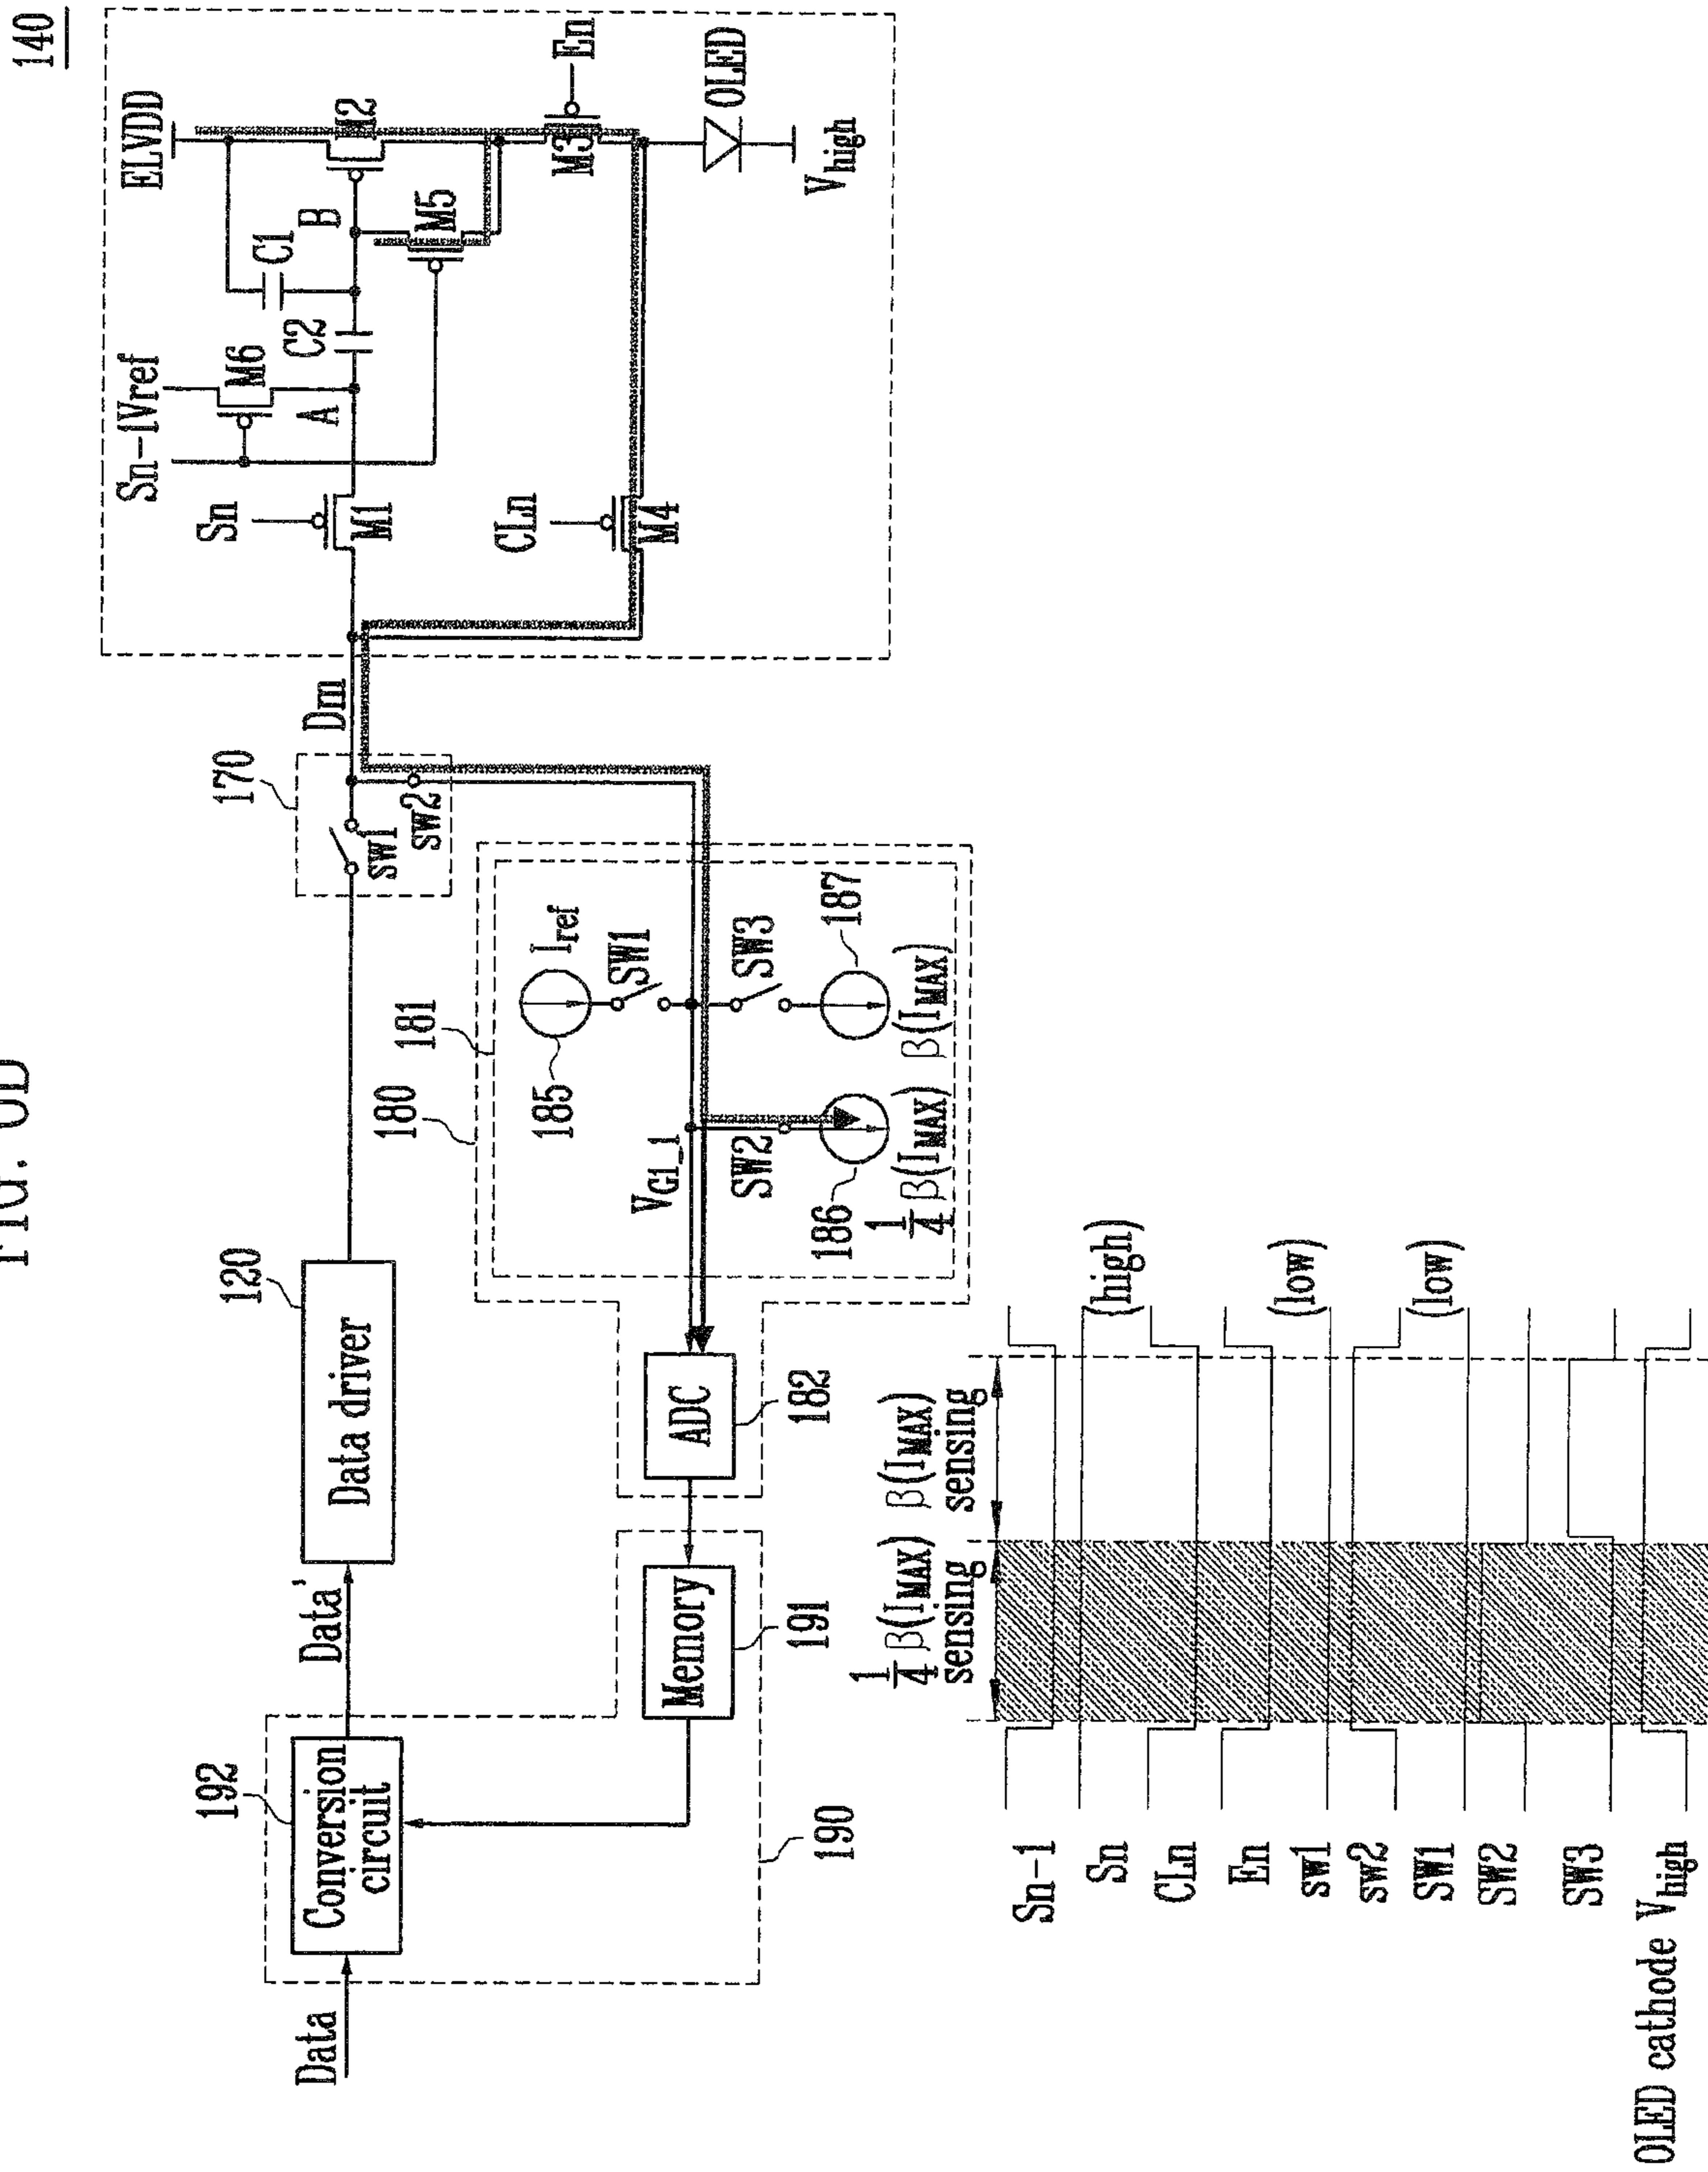 140
ELVDD
M2
En
M3
OLED
Vhigh
B
M5
C1
C2
M6
A
Sn-1Vref
Sn
M1
CLn
M4
Dm
170
sw1
sw2
187
Iref
SW1
SW3
β(IMAX)
181
180
185
VG1_1
SW2
186
1/4 β(IMAX)
120
Data driver
ADC
182
Data'
Memory
191
192
Conversion
circuit
190
Data
1/4 β(IMAX)
sensing
β(IMAX)
sensing
Sn-1
Sn
(high)
CLn
En
sw1
(low)
sw2
SW1
(low)
SW2
SW3
OLED cathode Vhigh